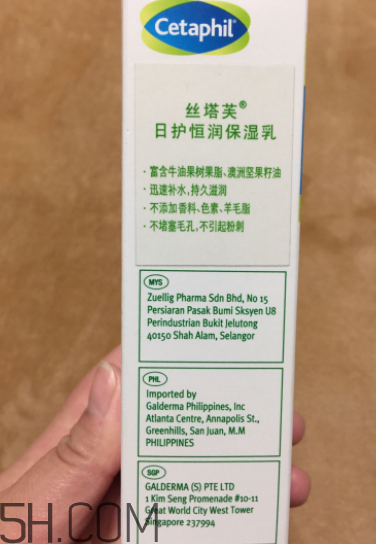 Cetaphil®
丝塔芙®
日护恒润保湿乳
· 富含牛油果树果脂、澳洲坚果籽油
· 迅速补水,持久滋润
· 不添加香料、色素、羊毛脂
· 不堵塞毛孔,不引起粉刺
MYS
Zuellig Pharma Sdn Bhd, No 15
Persiaran Pasak Bumi Sksyen U8
Perindustrian Bukit Jelutong
40150 Shah Alam, Selangor
PHL
Imported by
Galderma Philippines, Inc
Atlanta Centre, Annapolis St.,
Greenhills, San Juan, M.M
PHILIPPINES
SGP
GALDERMA (S) PTE LTD
1 Kim Seng Promenade #10-11
Great World City West Tower
Singapore 237994
5H.COM